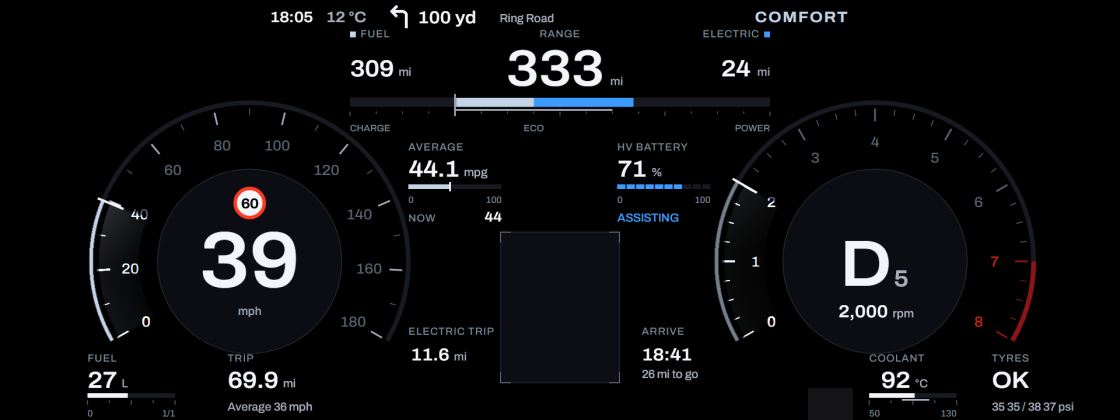 18:05 12 °C 100 yd Ring Road COMFORT
FUEL RANGE ELECTRIC
309 mi 333 mi 24 mi
CHARGE ECO POWER
AVERAGE HV BATTERY
44.1 mpg 71 %
0 100 0 100
NOW 44 ASSISTING
0 20 40 60 80 100 120 140 160 180
60
39
mph
0 1 2 3 4 5 6 7 8
D 5
2,000 rpm
ELECTRIC TRIP
11.6 mi
ARRIVE
18:41
26 mi to go
FUEL
27 L
0 1/1
TRIP
69.9 mi
Average 36 mph
COOLANT
92 °C
50 130
TYRES
OK
35 35 / 38 37 psi